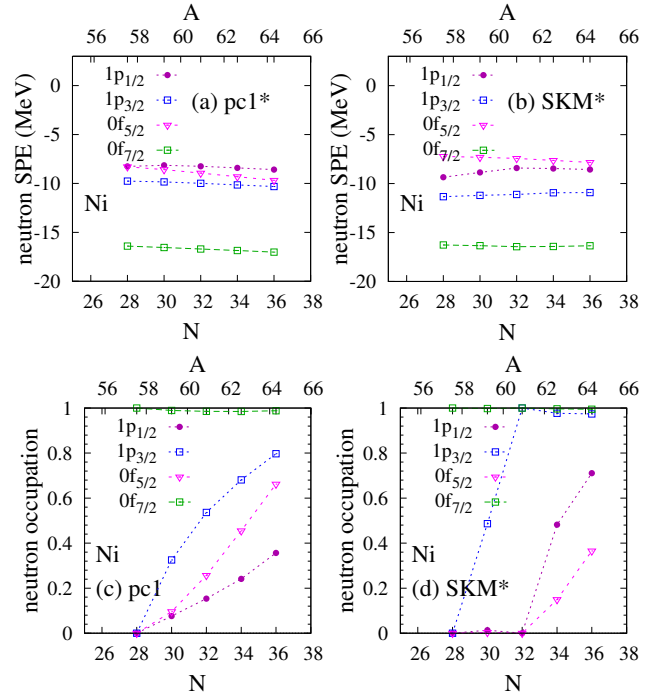 A
56 58 60 62 64 66
neutron SPE (MeV)
0
-5
-10
-15
-20
1p1/2
1p3/2
0f5/2
0f7/2
(a) pc1*
Ni
26 28 30 32 34 36 38
N
A
56 58 60 62 64 66
neutron SPE (MeV)
0
-5
-10
-15
-20
1p1/2
1p3/2
0f5/2
0f7/2
(b) SKM*
Ni
26 28 30 32 34 36 38
N
A
54 56 58 60 62 64 66
neutron occupation
1
0.8
0.6
0.4
0.2
0
1p1/2
1p3/2
0f5/2
0f7/2
Ni
(c) pc1
26 28 30 32 34 36 38
N
A
54 56 58 60 62 64 66
neutron occupation
1
0.8
0.6
0.4
0.2
0
1p1/2
1p3/2
0f5/2
0f7/2
Ni
(d) SKM*
26 28 30 32 34 36 38
N